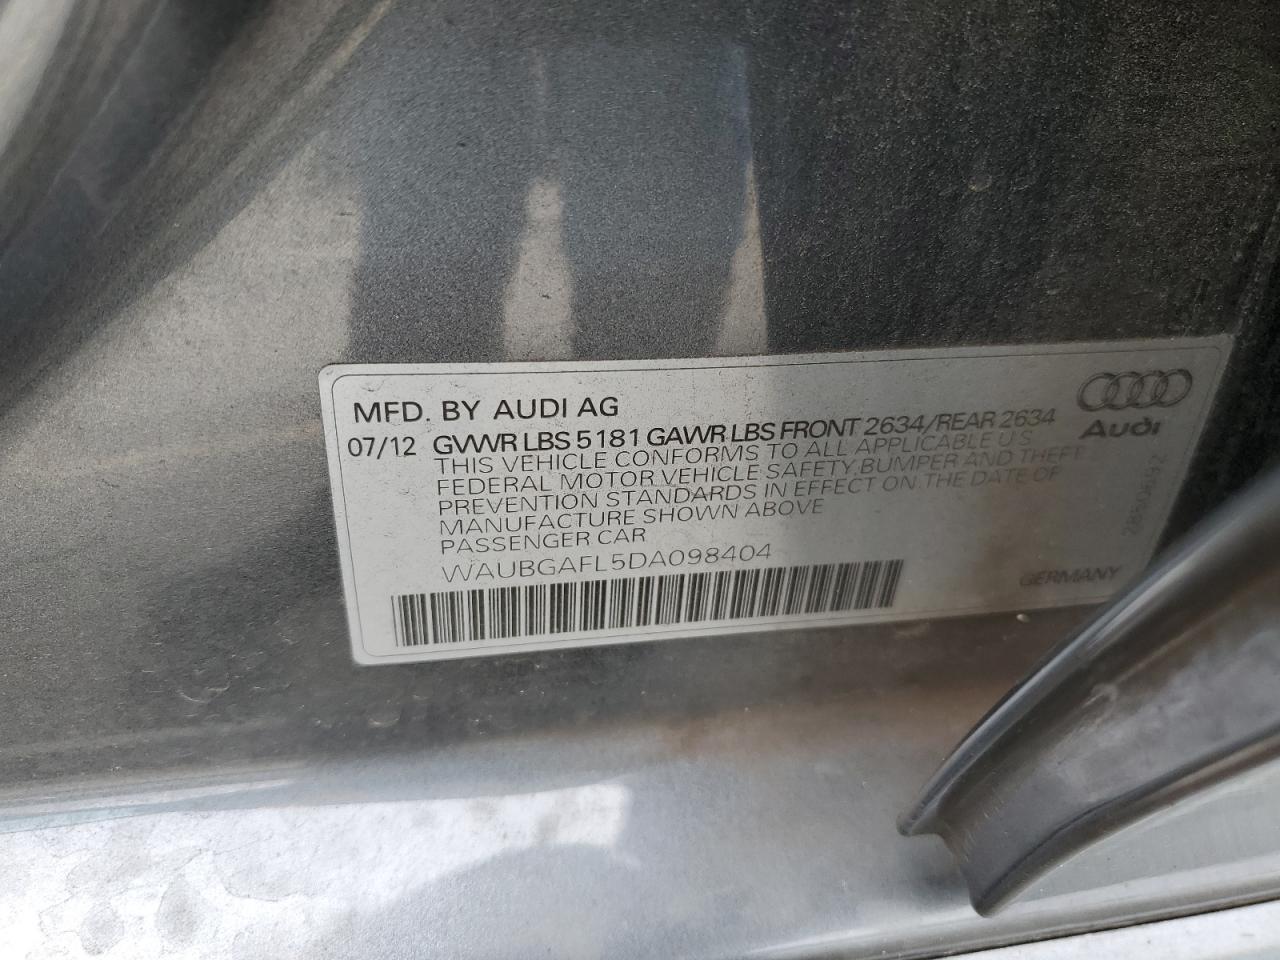 MFD. BY AUDI AG
07/12 GVWR LBS 5181 GAWR LBS FRONT 2634/REAR 2634
THIS VEHICLE CONFORMS TO ALL APPLICABLE U S
FEDERAL MOTOR VEHICLE SAFETY, BUMPER AND THEFT
PREVENTION STANDARDS IN EFFECT ON THE DATE OF
MANUFACTURE SHOWN ABOVE
PASSENGER CAR
WAUBGAFL5DA098404
Audi
GERMANY